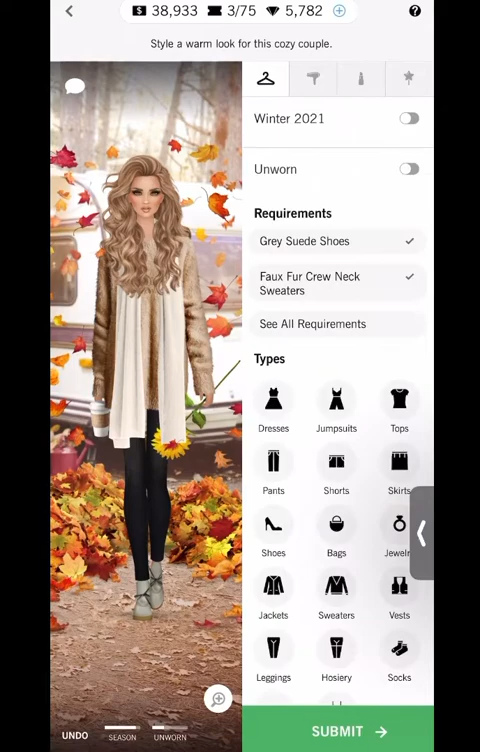 $ 38,933 3/75 5,782 ?
Style a warm look for this cozy couple.
Winter 2021
Unworn
Requirements
Grey Suede Shoes
Faux Fur Crew Neck
Sweaters
See All Requirements
Types
Dresses Jumpsuits Tops
Pants Shorts Skirts
Shoes Bags Jewelr
Jackets Sweaters Vests
Leggings Hosiery Socks
UNDO SEASON UNWORN
SUBMIT